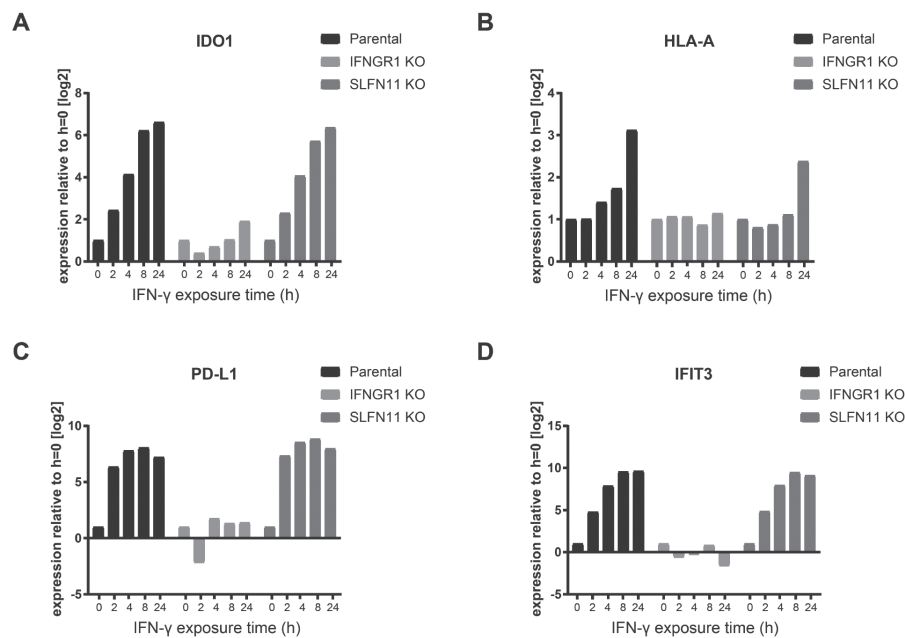 A
IDO1
Parental
IFNGR1 KO
SLFN11 KO
expression relative to h=0 [log2]
8
6
4
2
0
0 2 4 8 24 0 2 4 8 24 0 2 4 8 24
IFN-γ exposure time (h)
B
HLA-A
Parental
IFNGR1 KO
SLFN11 KO
expression relative to h=0 [log2]
4
3
2
1
0
0 2 4 8 24 0 2 4 8 24 0 2 4 8 24
IFN-γ exposure time (h)
C
PD-L1
Parental
IFNGR1 KO
SLFN11 KO
expression relative to h=0 [log2]
10
5
0
-5
0 2 4 8 24 0 2 4 8 24 0 2 4 8 24
IFN-γ exposure time (h)
D
IFIT3
Parental
IFNGR1 KO
SLFN11 KO
expression relative to h=0 [log2]
15
10
5
0
-5
0 2 4 8 24 0 2 4 8 24 0 2 4 8 24
IFN-γ exposure time (h)